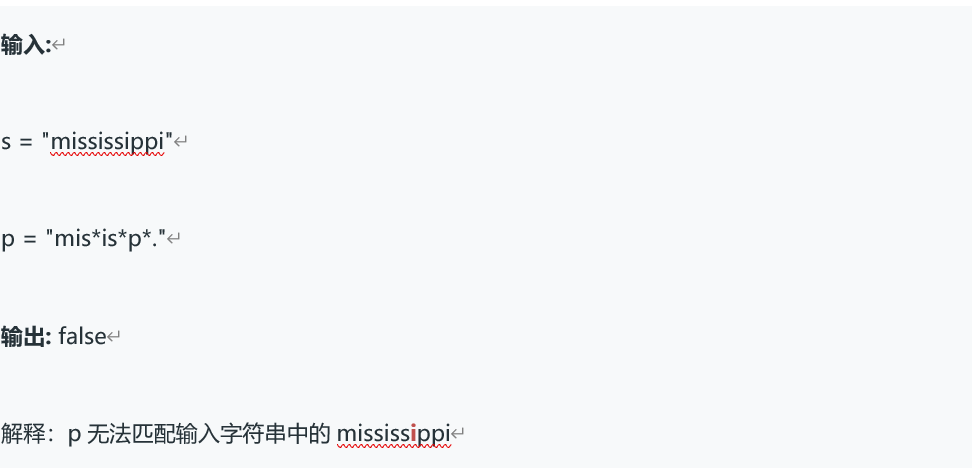 输入:
s = "mississippi"
p = "mis*is*p*."
输出: false
解释：p 无法匹配输入字符串中的 mississippi